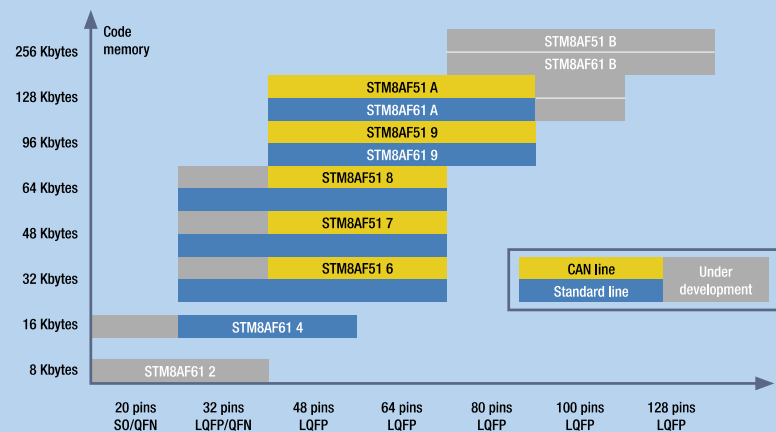 Code
memory
256 Kbytes
STM8AF51 B
STM8AF61 B
128 Kbytes
STM8AF51 A
STM8AF61 A
96 Kbytes
STM8AF51 9
STM8AF61 9
64 Kbytes
STM8AF51 8
48 Kbytes
STM8AF51 7
32 Kbytes
STM8AF51 6
CAN line
Standard line
Under
development
16 Kbytes
STM8AF61 4
8 Kbytes
STM8AF61 2
20 pins
SO/QFN
32 pins
LQFP/QFN
48 pins
LQFP
64 pins
LQFP
80 pins
LQFP
100 pins
LQFP
128 pins
LQFP